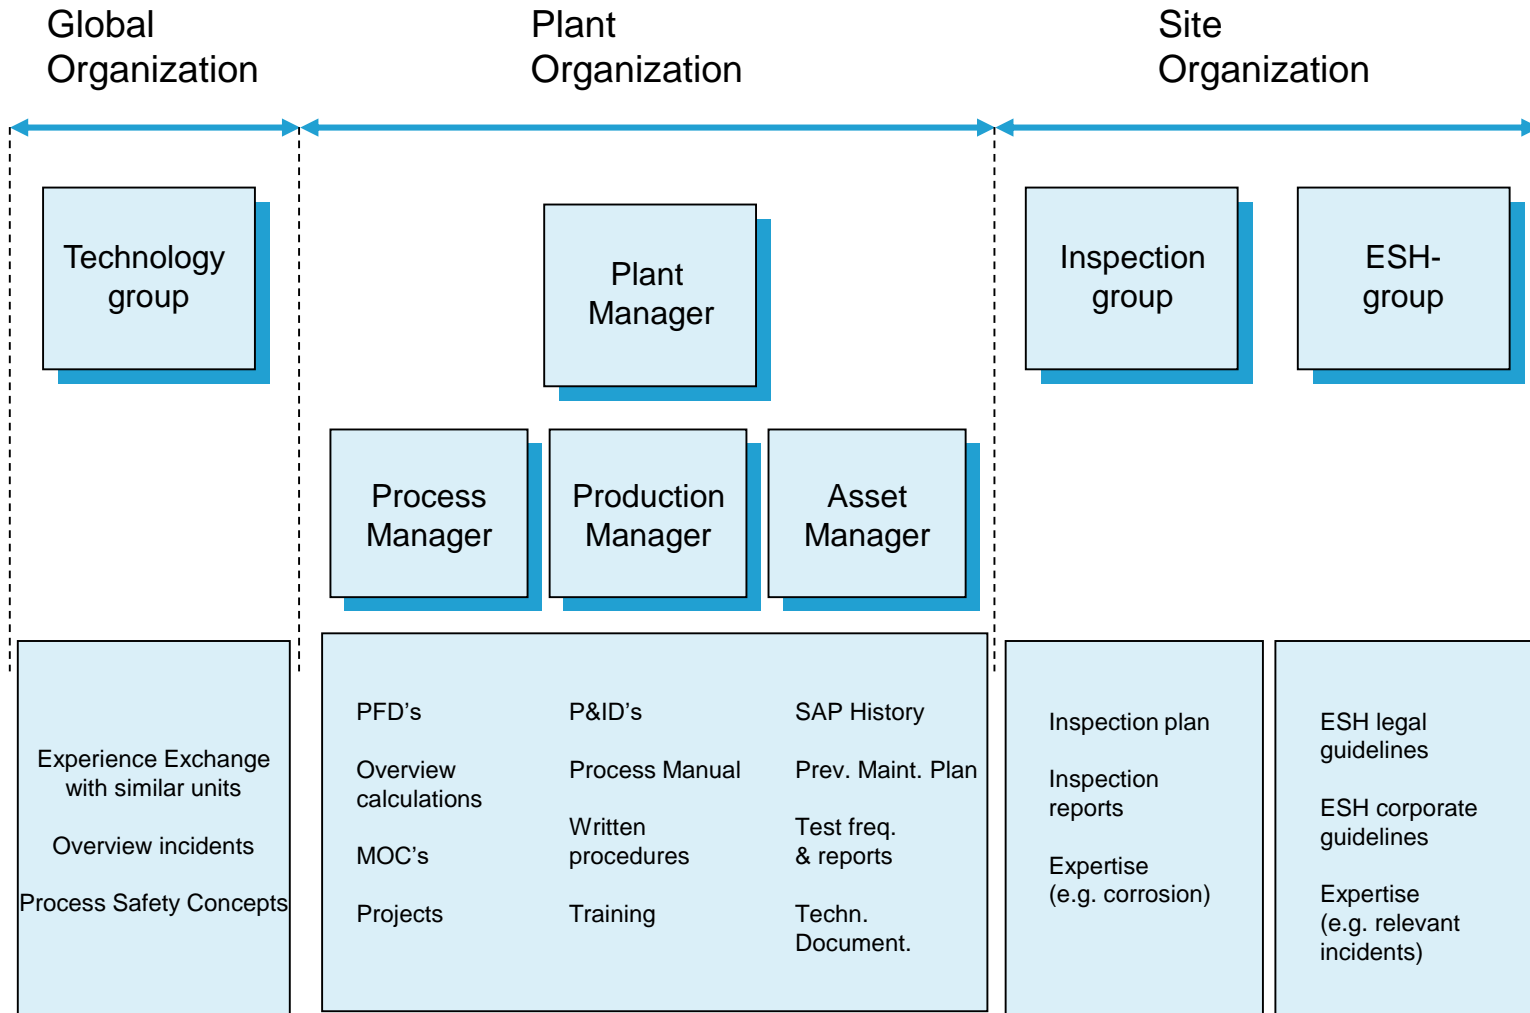 Global
Organization
Plant
Organization
Site
Organization
Technology
group
Plant
Manager
Inspection
group
ESH-
group
Process
Manager
Production
Manager
Asset
Manager
Experience Exchange
with similar units
Overview incidents
Process Safety Concepts
PFD's
Overview
calculations
MOC's
Projects
P&ID's
Process Manual
Written
procedures
Training
SAP History
Prev. Maint. Plan
Test freq.
& reports
Techn.
Document.
Inspection plan
Inspection
reports
Expertise
(e.g. corrosion)
ESH legal
guidelines
ESH corporate
guidelines
Expertise
(e.g. relevant
incidents)